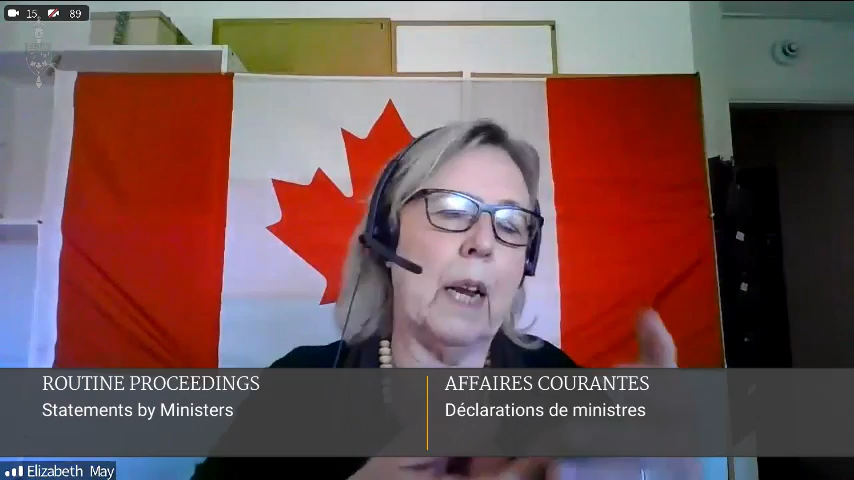 15 89
ROUTINE PROCEEDINGS
Statements by Ministers
AFFAIRES COURANTES
Déclarations de ministres
Elizabeth May